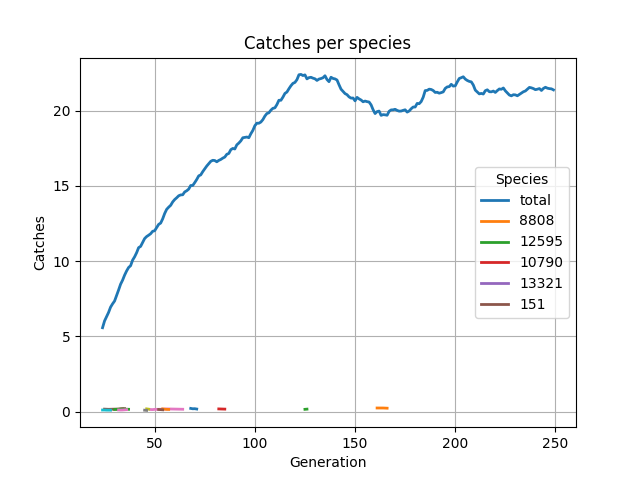 Catches per species
Catches
20
15
10
5
0
50 100 150 200 250
Generation
Species
total
8808
12595
10790
13321
151